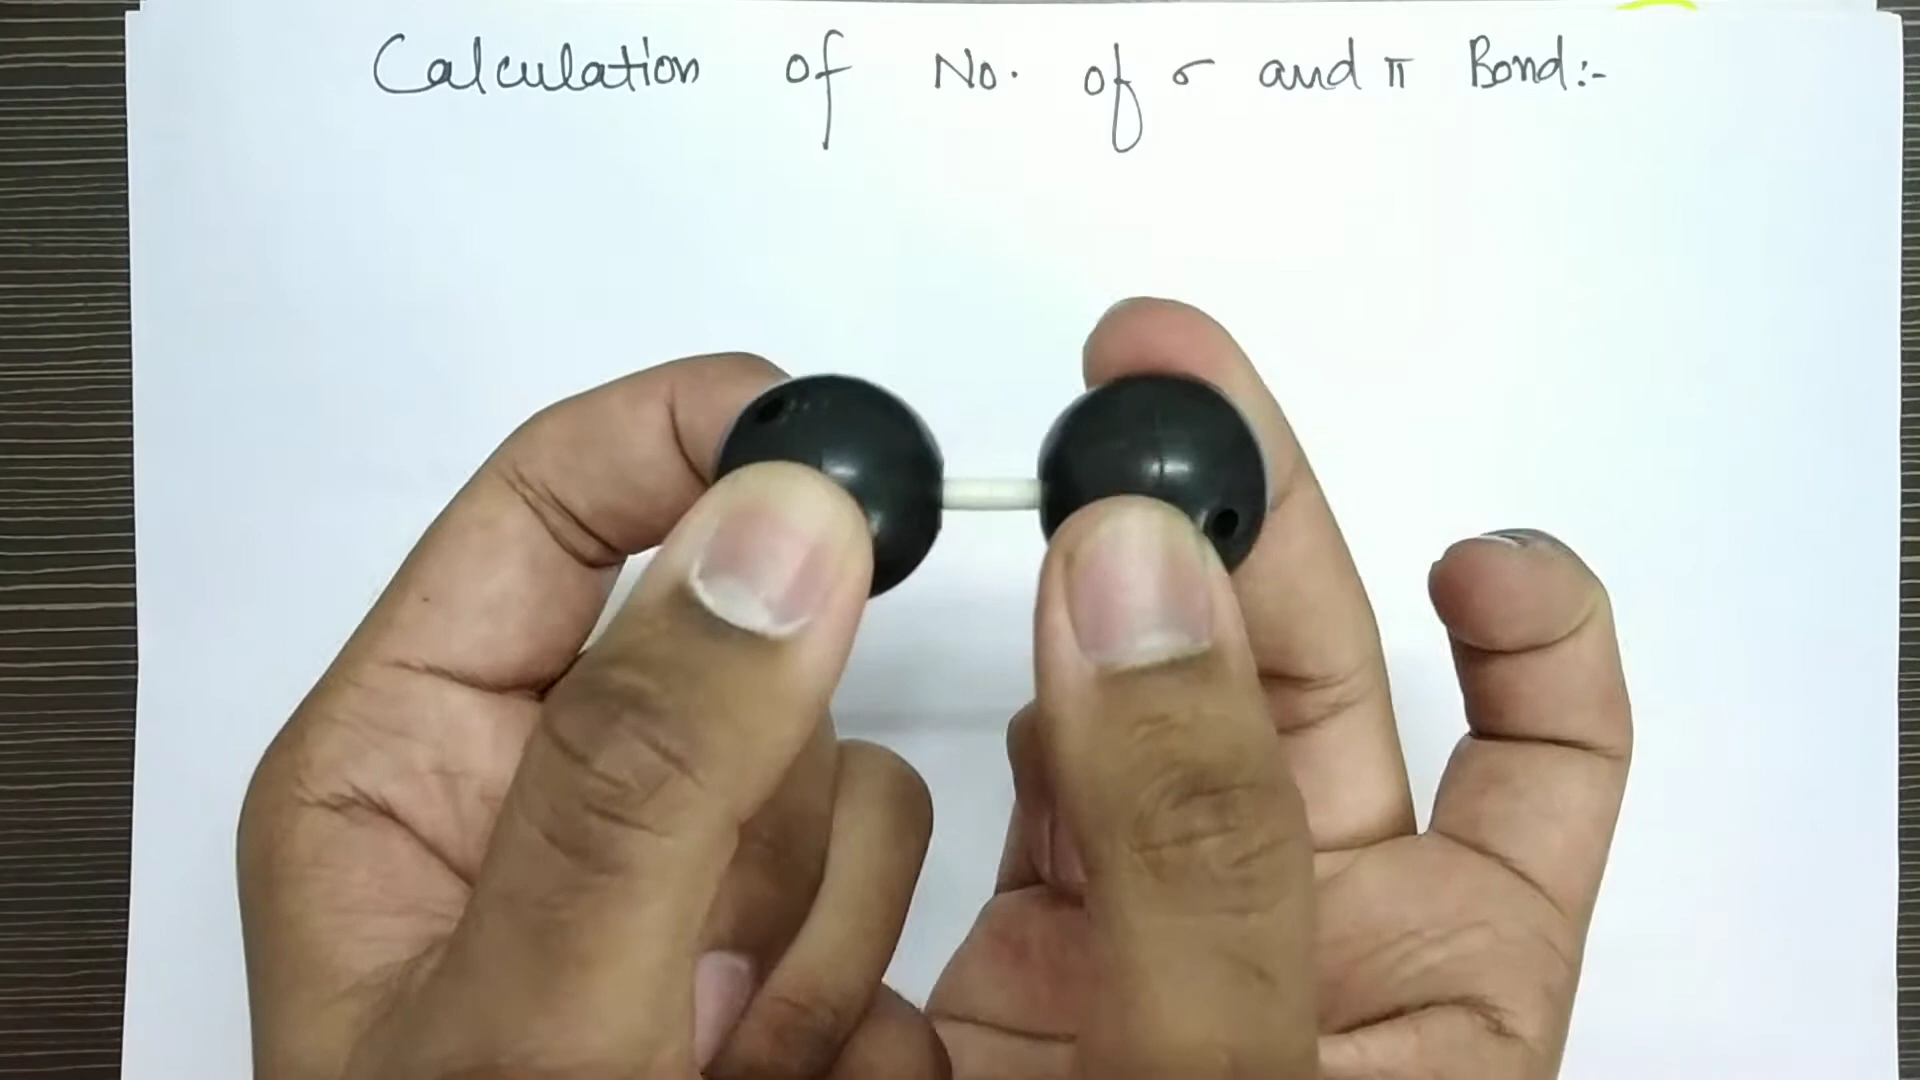 Calculation of No. of σ and π Bond:-